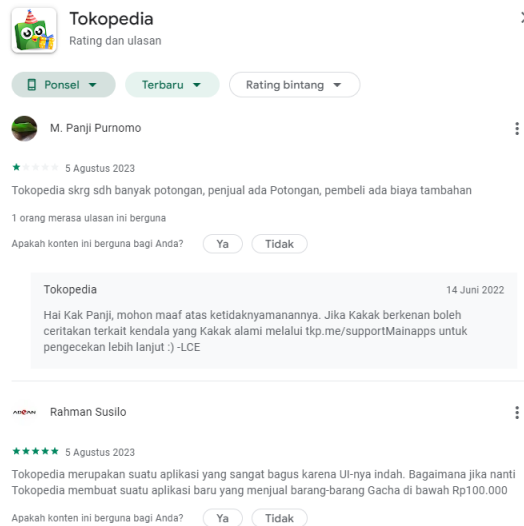 Tokopedia
Rating dan ulasan
Ponsel
Terbaru
Rating bintang
M. Panji Purnomo
5 Agustus 2023
Tokopedia skrg sdh banyak potongan, penjual ada Potongan, pembeli ada biaya tambahan
1 orang merasa ulasan ini berguna
Apakah konten ini berguna bagi Anda? Ya Tidak
Tokopedia 14 Juni 2022
Hai Kak Panji, mohon maaf atas ketidaknyamanannya. Jika Kakak berkenan boleh
ceritakan terkait kendala yang Kakak alami melalui tkp.me/supportMainapps untuk
pengecekan lebih lanjut :) -LCE
Rahman Susilo
5 Agustus 2023
Tokopedia merupakan suatu aplikasi yang sangat bagus karena UI-nya indah. Bagaimana jika nanti
Tokopedia membuat suatu aplikasi baru yang menjual barang-barang Gacha di bawah Rp100.000
Apakah konten ini berguna bagi Anda? Ya Tidak